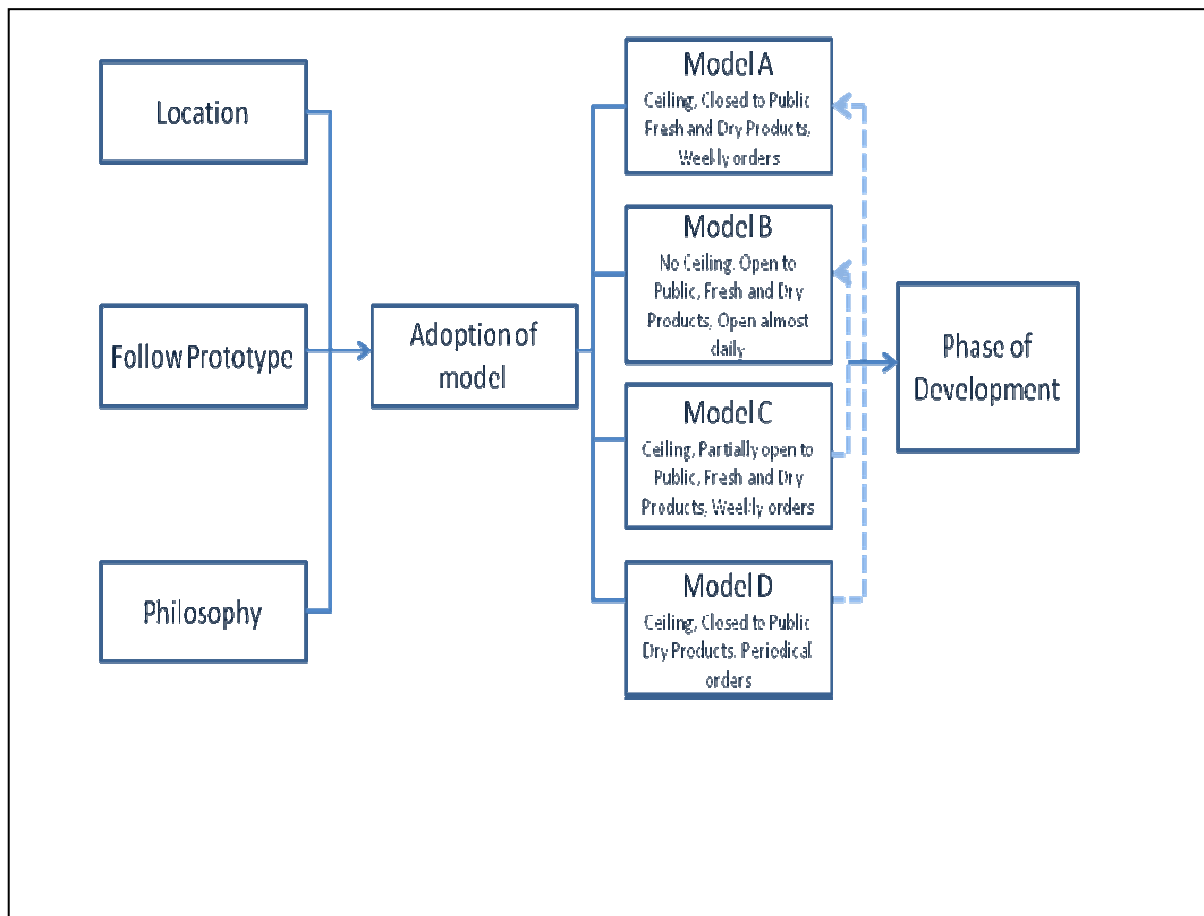 Location
Follow Prototype
Philosophy
Adoption of
model
Model A
Ceiling, Closed to Public
Fresh and Dry Products,
Weekly orders
Model B
No Ceiling. Open to
Public, Fresh and Dry
Products, Open almost
daily
Model C
Ceiling, Partially open to
Public, Fresh and Dry
Products, Weekly orders
Model D
Ceiling, Closed to Public
Dry Products. Periodical
orders
Phase of
Development